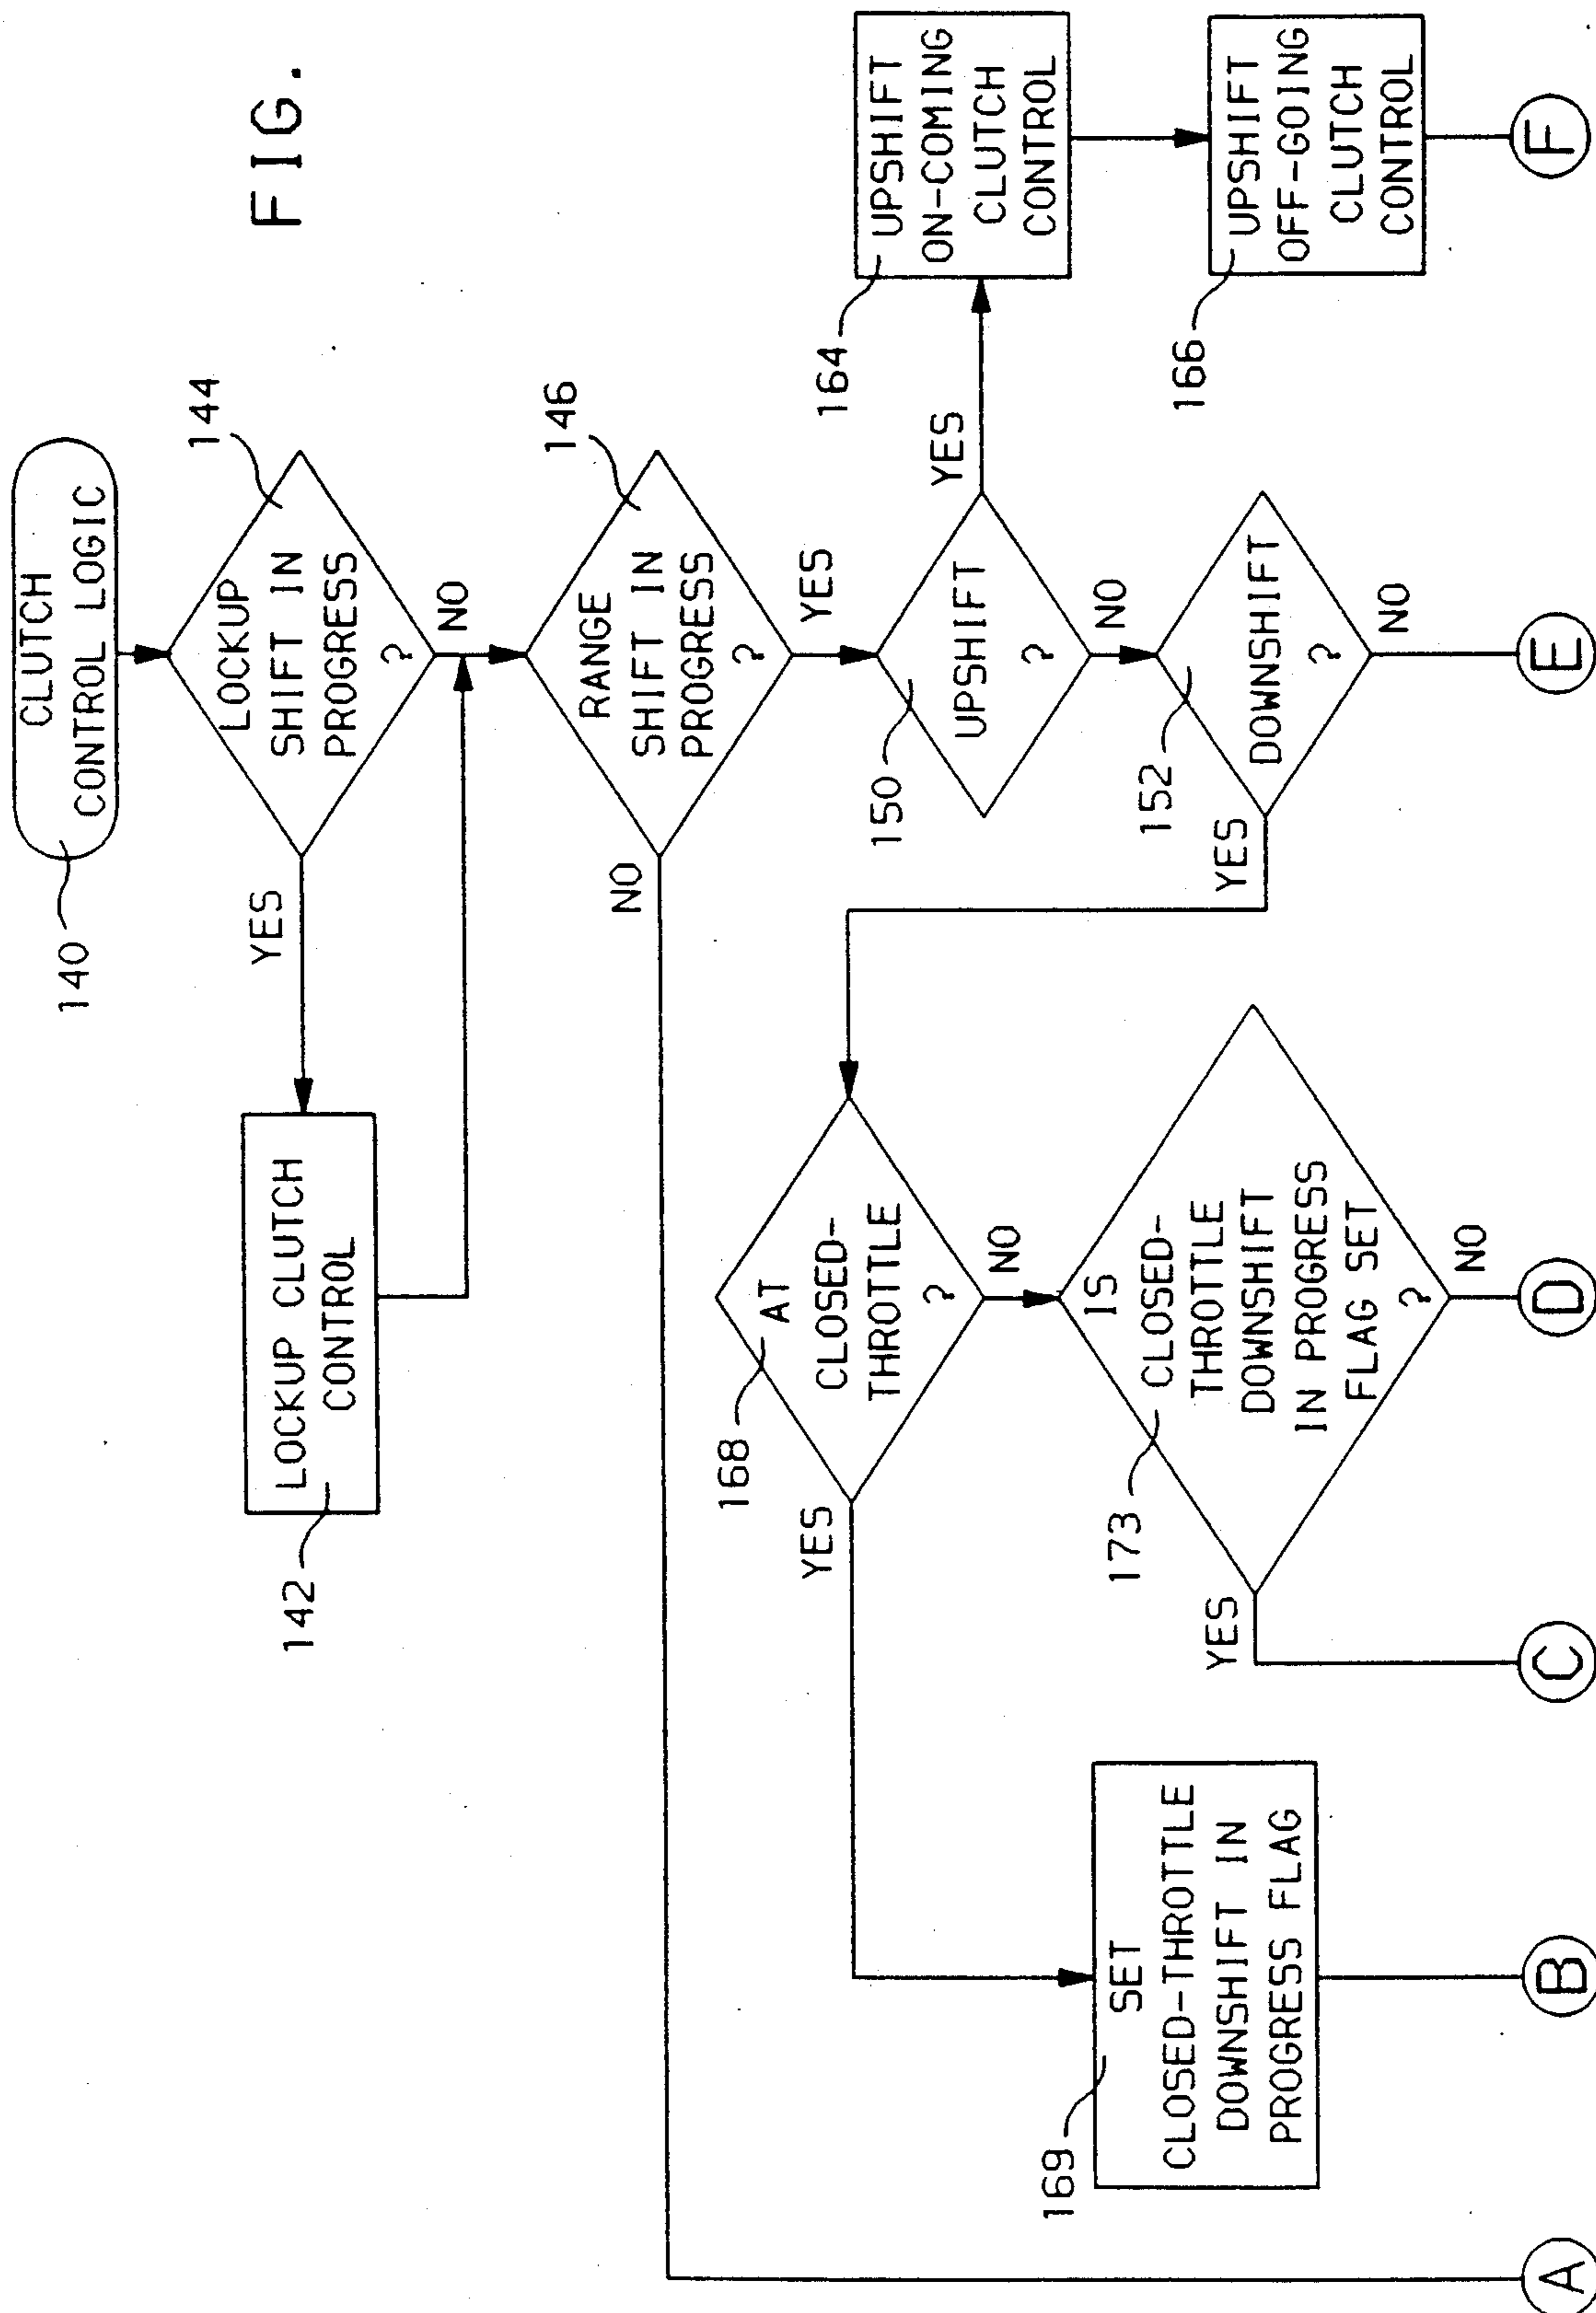 FIG.
CLUTCH
CONTROL LOGIC
140
LOCKUP
SHIFT IN
PROGRESS
?
144
YES
NO
LOCKUP CLUTCH
CONTROL
142
RANGE
SHIFT IN
PROGRESS
?
146
NO
YES
UPSHIFT
?
150
YES
NO
UPSHIFT
ON-COMING
CLUTCH
CONTROL
164
UPSHIFT
OFF-GOING
CLUTCH
CONTROL
166
DOWNSHIFT
?
152
YES
NO
AT
CLOSED-
THROTTLE
?
168
YES
NO
IS
CLOSED-
THROTTLE
DOWNSHIFT
IN PROGRESS
FLAG SET
?
173
YES
NO
SET
CLOSED-THROTTLE
DOWNSHIFT IN
PROGRESS FLAG
169
A
B
C
D
E
F